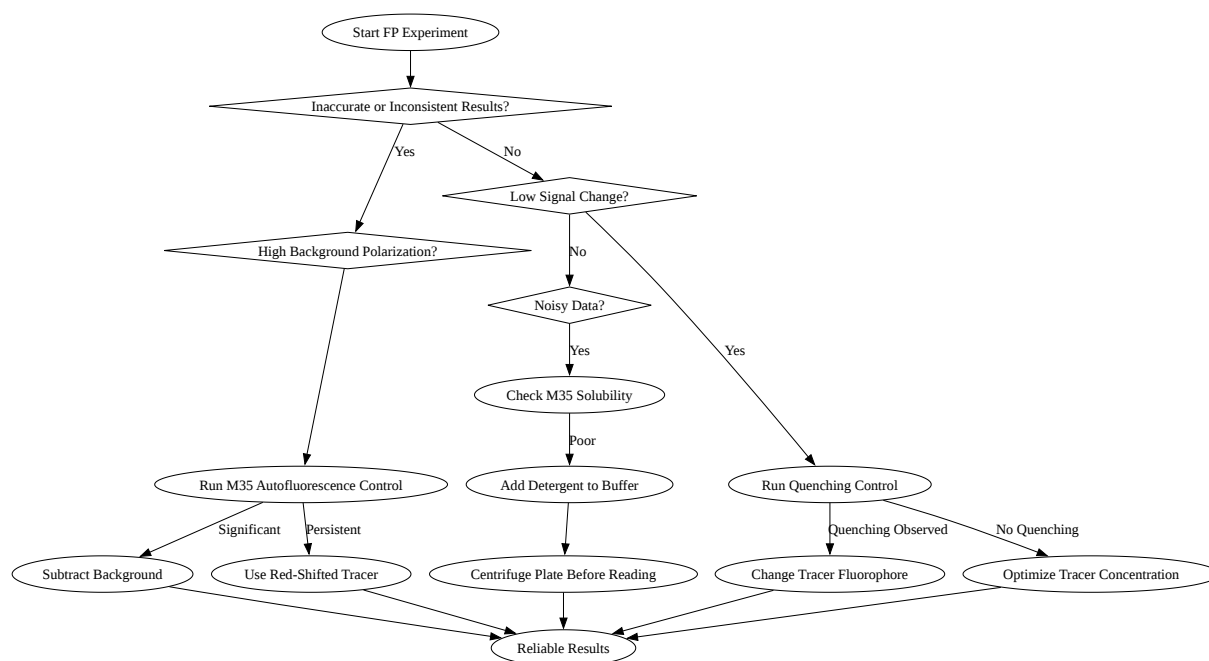 Start FP Experiment
Inaccurate or Inconsistent Results?
Yes
No
Low Signal Change?
High Background Polarization?
No
Noisy Data?
Yes
Yes
Check M35 Solubility
Poor
Run M35 Autofluorescence Control
Add Detergent to Buffer
Run Quenching Control
Significant
Persistent
Quenching Observed
No Quenching
Subtract Background
Use Red-Shifted Tracer
Centrifuge Plate Before Reading
Change Tracer Fluorophore
Optimize Tracer Concentration
Reliable Results